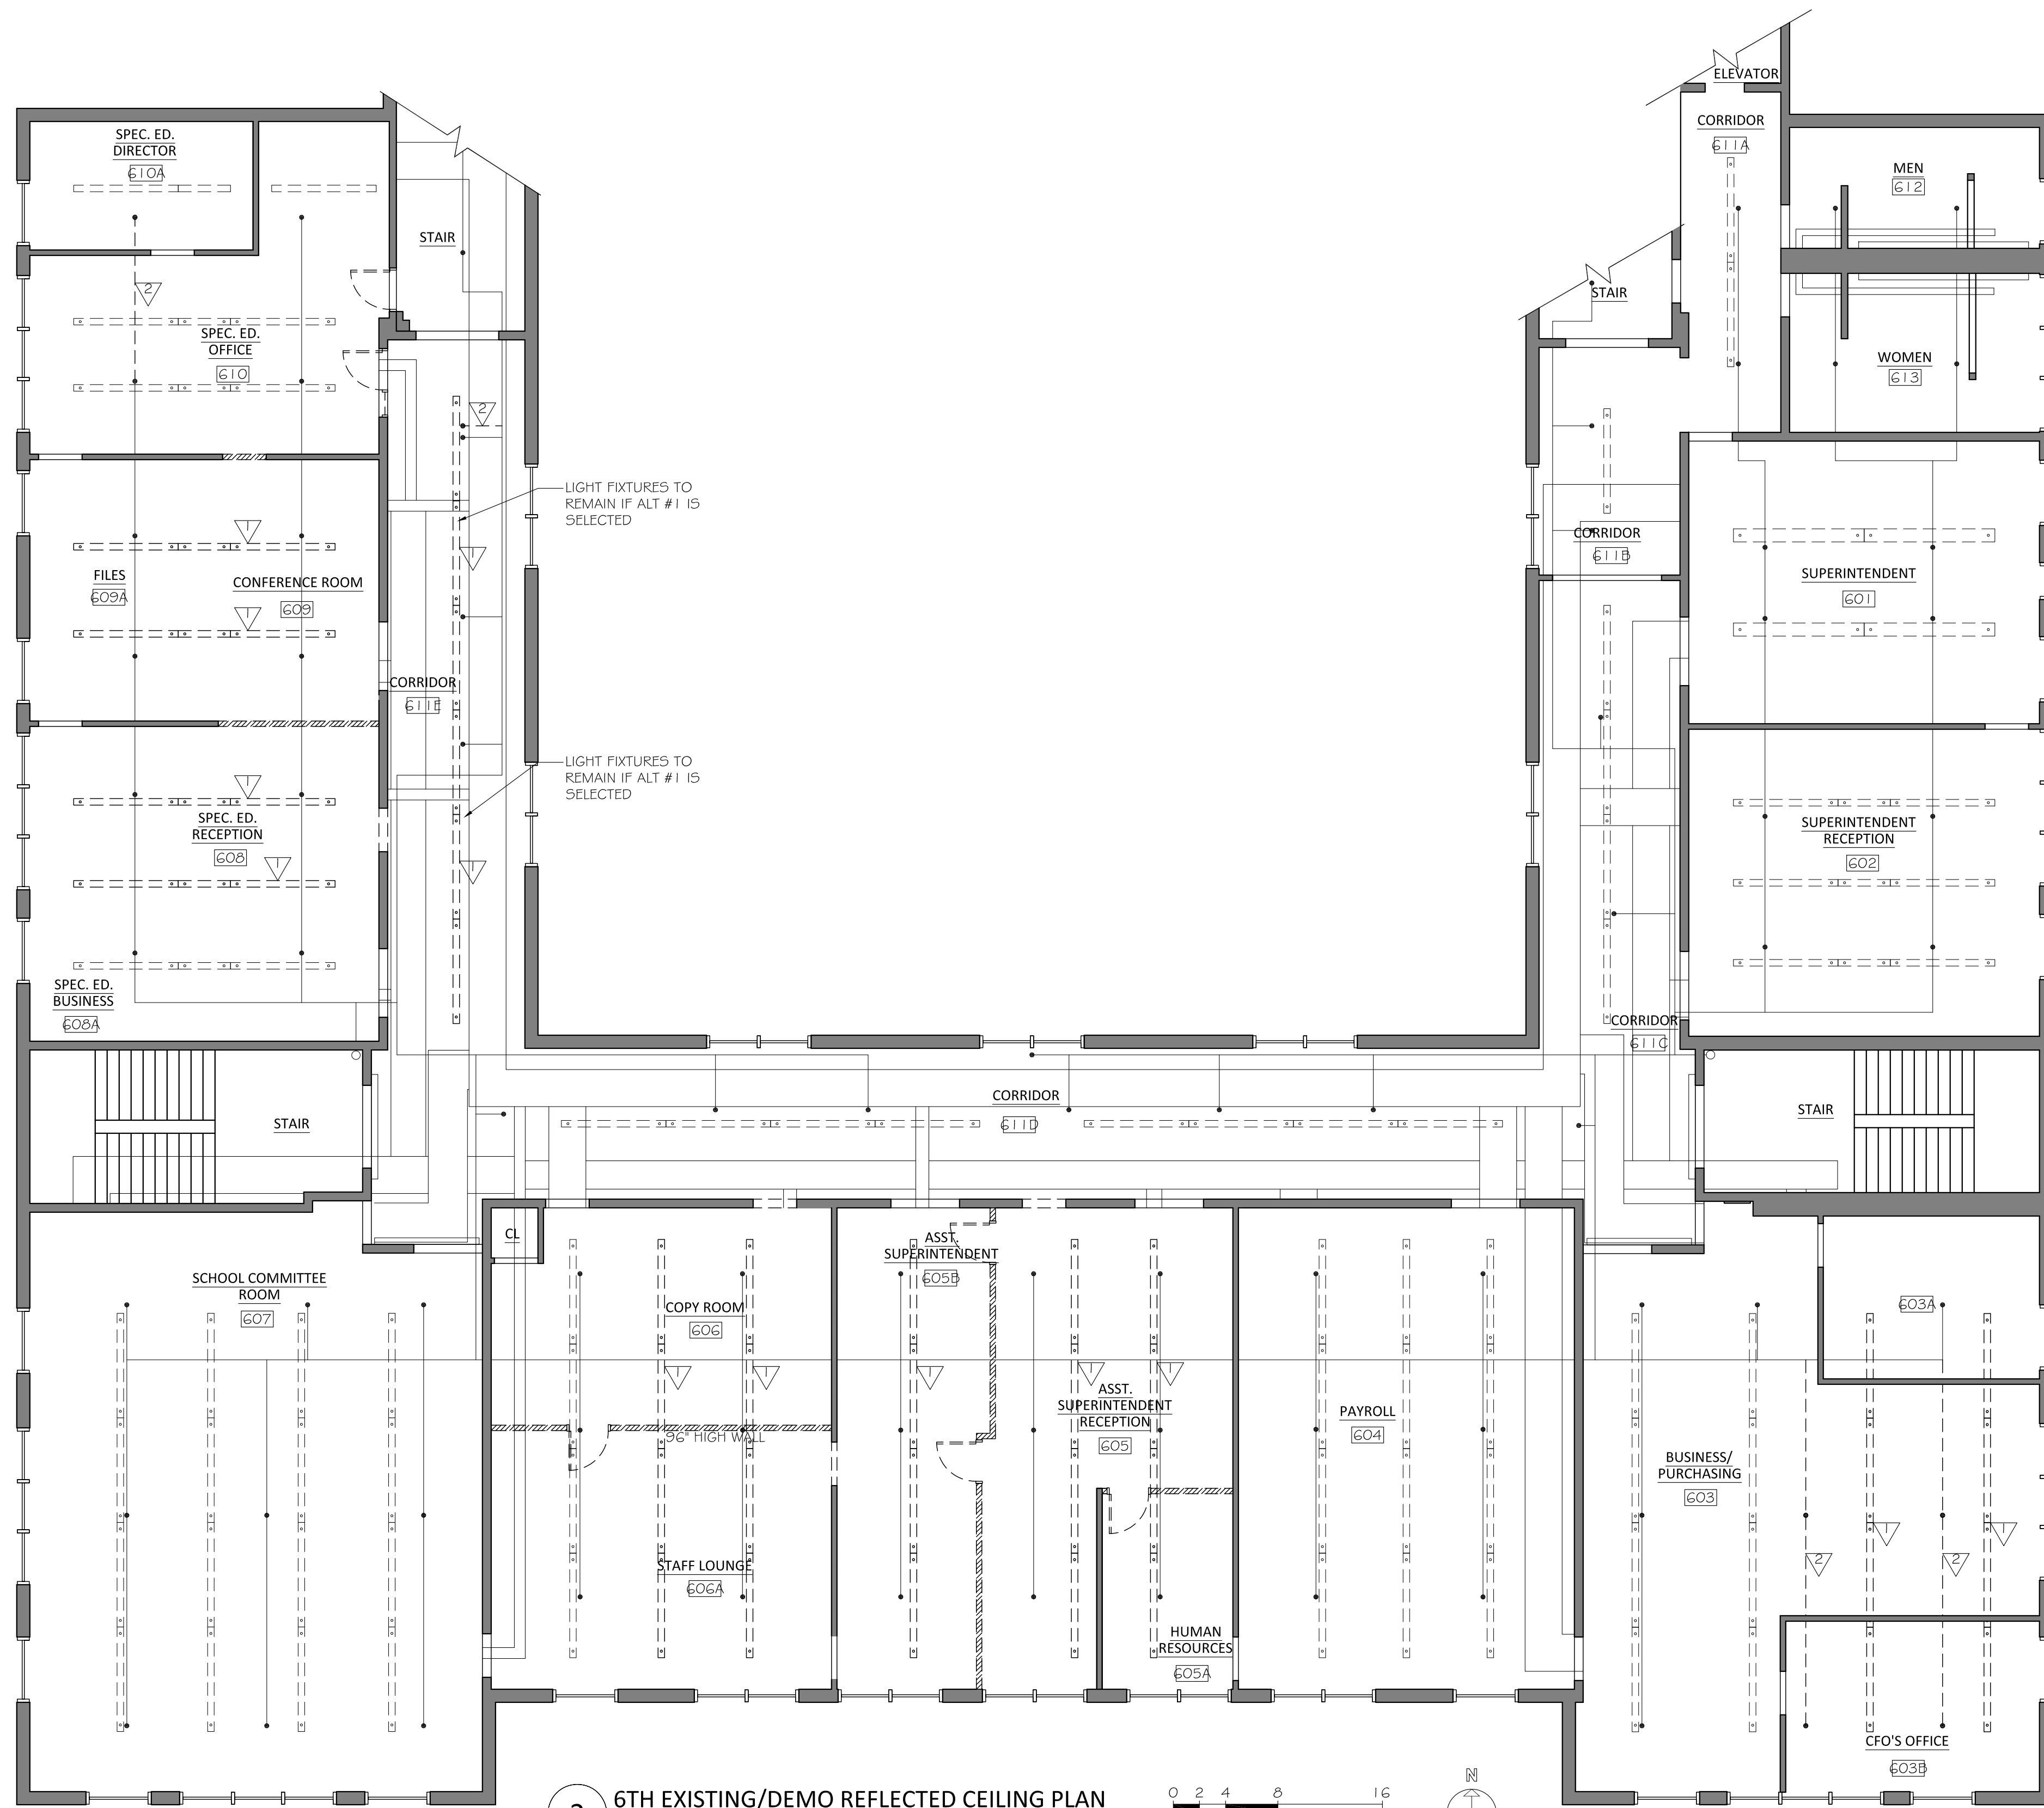 ELEVATOR
CORRIDOR
611A
SPEC. ED.
DIRECTOR
610A
MEN
612
STAIR
2
STAIR
SPEC. ED.
OFFICE
610
WOMEN
613
2
LIGHT FIXTURES TO
REMAIN IF ALT #1 IS
SELECTED
1
1
CORRIDOR
611B
FILES
609A
CONFERENCE ROOM
609
1
SUPERINTENDENT
601
CORRIDOR
611E
LIGHT FIXTURES TO
REMAIN IF ALT #1 IS
SELECTED
1
SPEC. ED.
RECEPTION
608
1
1
SUPERINTENDENT
RECEPTION
602
SPEC. ED.
BUSINESS
608A
CORRIDOR
611C
CORRIDOR
611D
STAIR
STAIR
CL
ASST.
SUPERINTENDENT
605B
SCHOOL COMMITTEE
ROOM
607
COPY ROOM
606
603A
1
1
1
1
1
ASST.
SUPERINTENDENT
RECEPTION
605
96" HIGH WALL
PAYROLL
604
BUSINESS/
PURCHASING
603
1
1
2
2
STAFF LOUNGE
606A
HUMAN
RESOURCES
605A
CFO'S OFFICE
603B
N
0 2 4 8 16
6TH EXISTING/DEMO REFLECTED CEILING PLAN